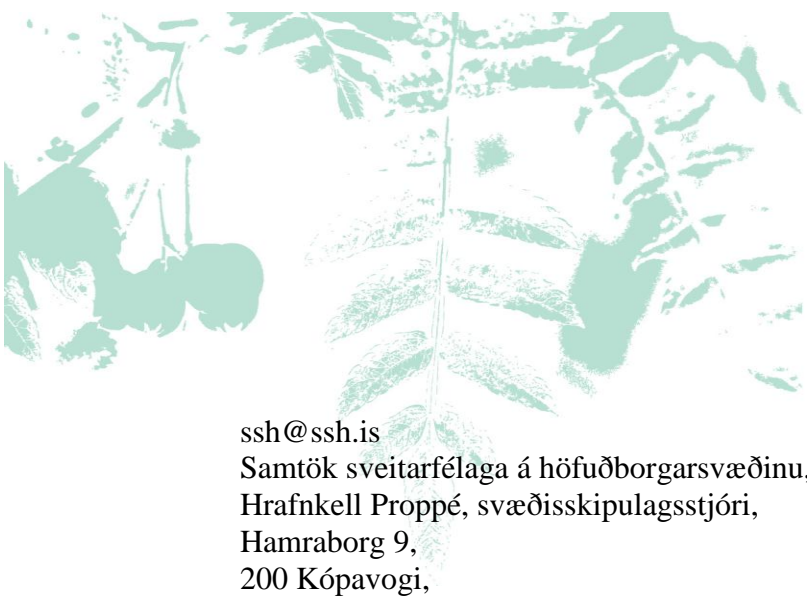 ssh@ssh.is
Samtök sveitarfélaga á höfuðborgarsvæðinu,
Hrafnkell Proppé, svæðisskipulagsstjóri,
Hamraborg 9,
200 Kópavogi,